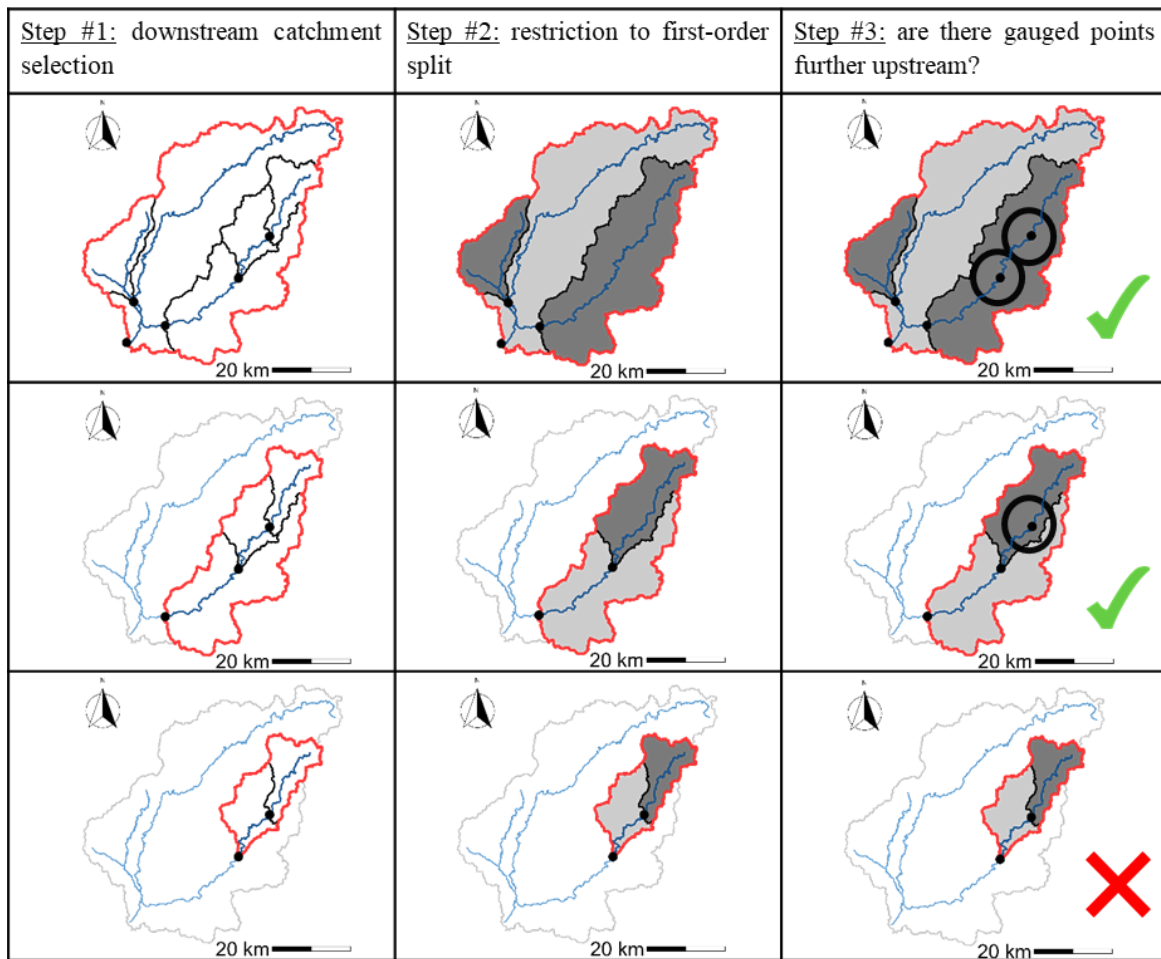 Step #1: downstream catchment
selection
Step #2: restriction to first-order
split
Step #3: are there gauged points
further upstream?
N
N
N
20 km
20 km
20 km
N
N
N
20 km
20 km
20 km
N
N
N
20 km
20 km
20 km